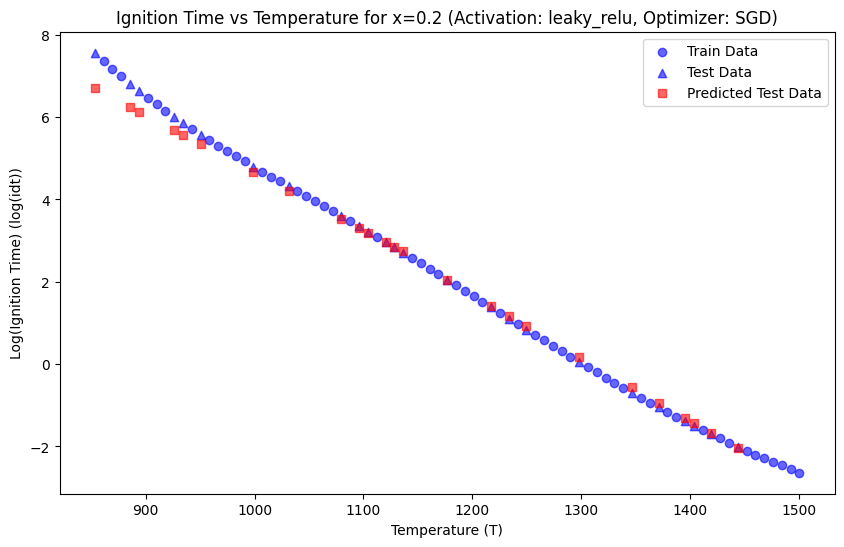 Ignition Time vs Temperature for x=0.2 (Activation: leaky_relu, Optimizer: SGD)
Train Data
Test Data
Predicted Test Data
Log(Ignition Time) (log(idt))
8
6
4
2
0
−2
900 1000 1100 1200 1300 1400 1500
Temperature (T)